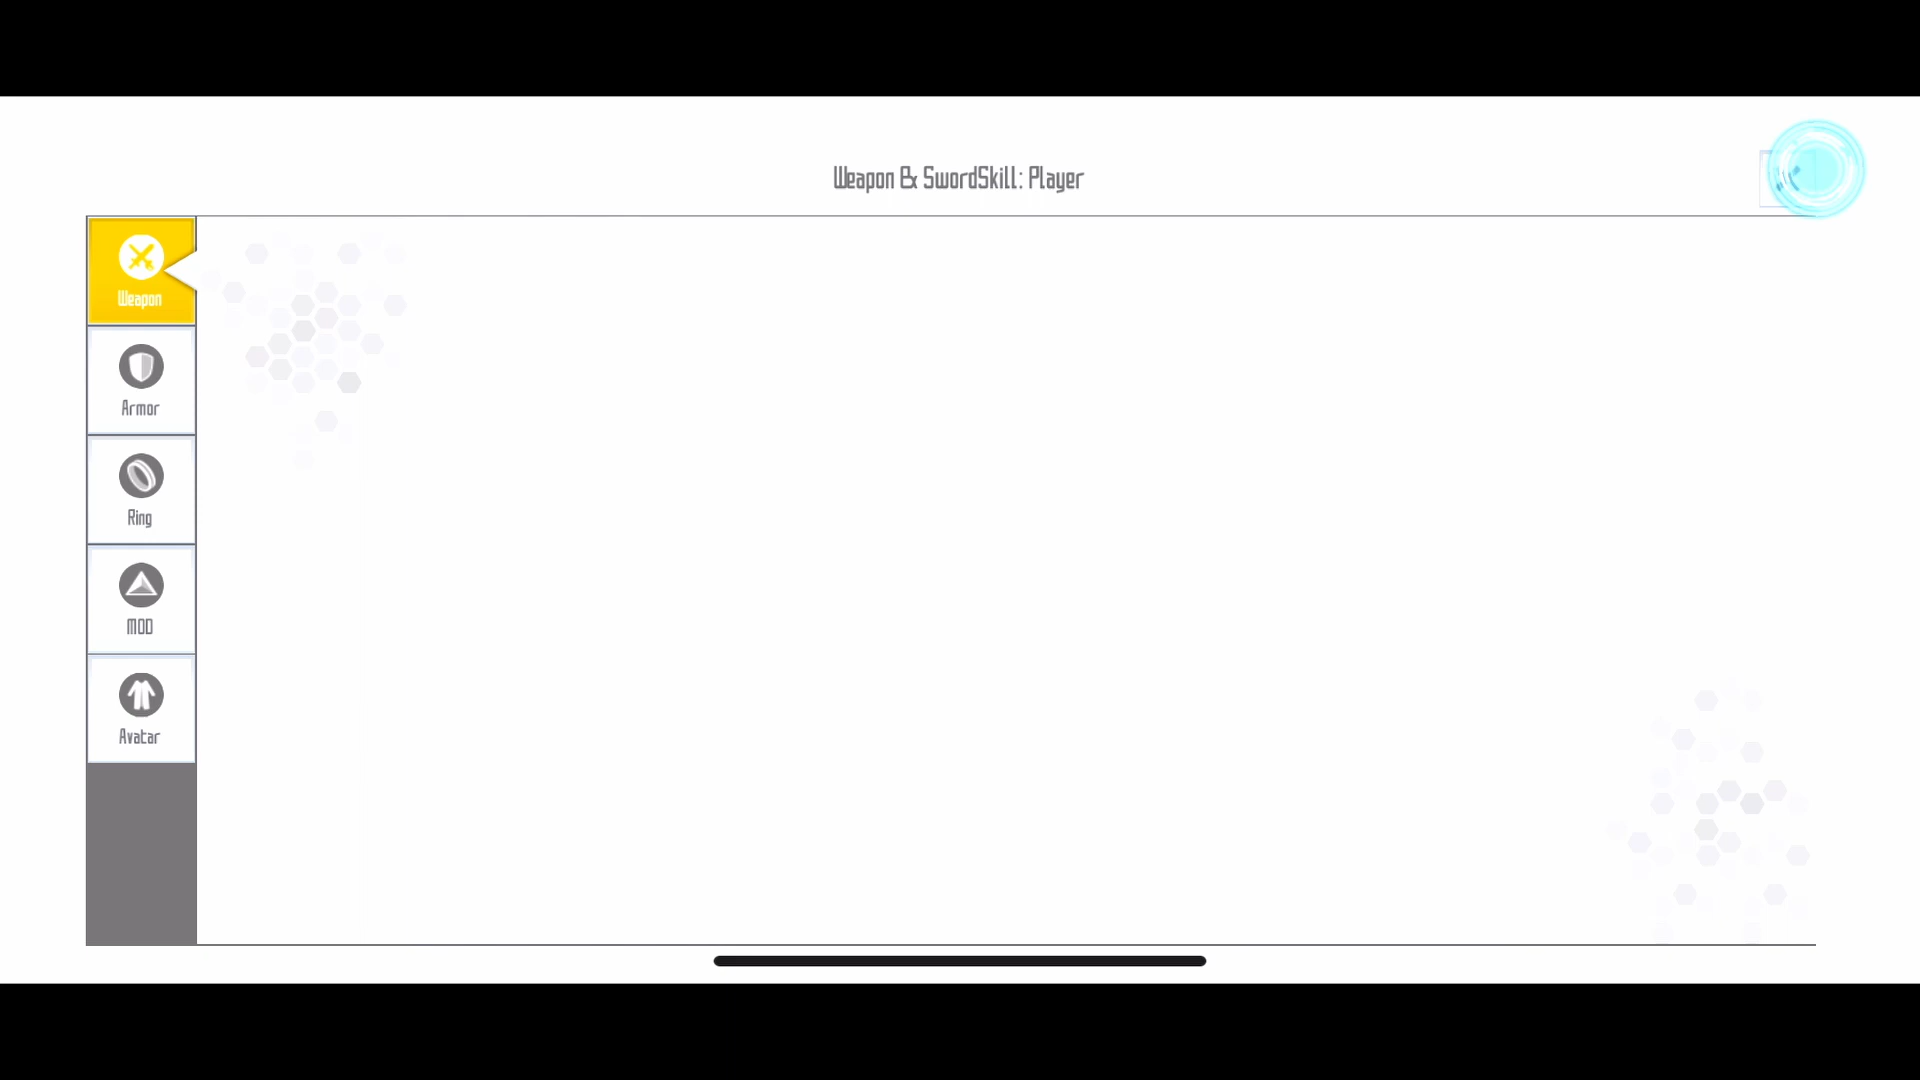 Weapon & SwordSkill: Player
Weapon
Armor
Ring
MOD
Avatar